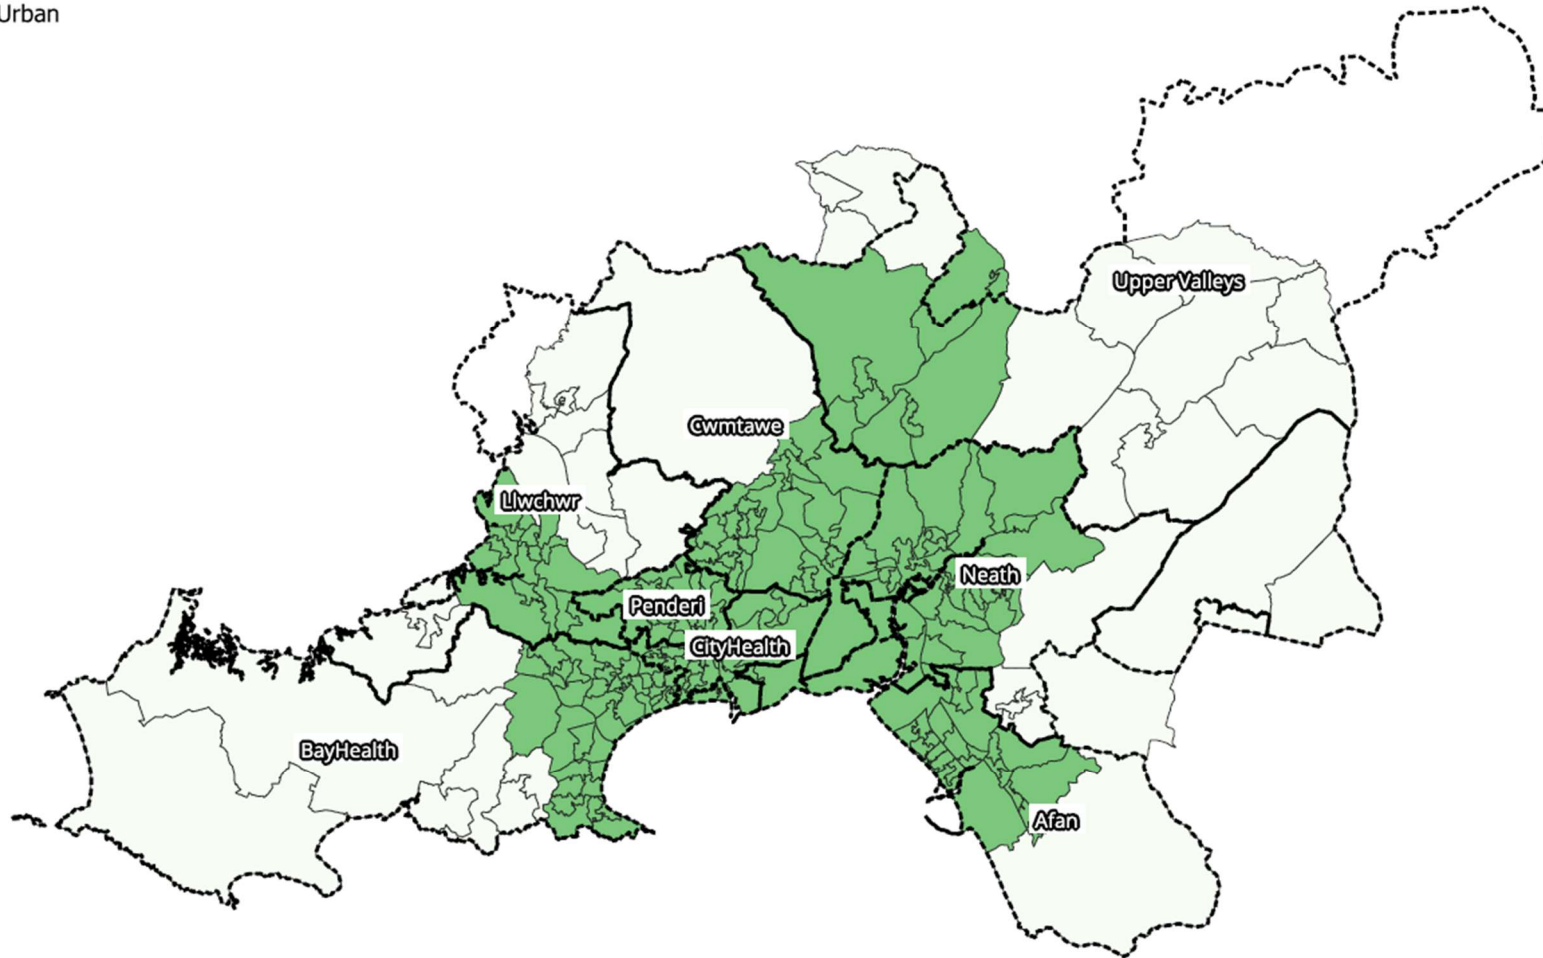 Urban
Upper Valleys
Cwmtawe
Llwchwr
Neath
Penderi
CityHealth
BayHealth
Afan